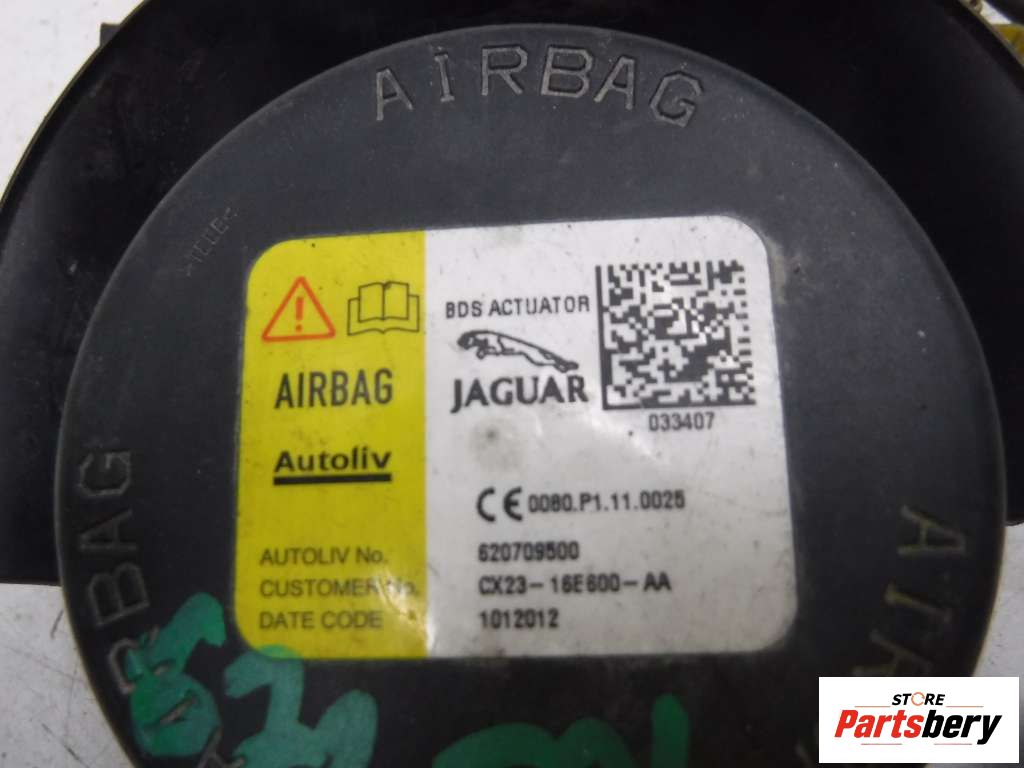 AIRBAG
BDS ACTUATOR
JAGUAR
033407
AIRBAG
Autoliv
CE 0080.P1.11.0025
AUTOLIV No. 620709500
CUSTOMER No. CX23-16E600-AA
DATE CODE 1012012
AIRBAG
AIR
STORE
Partsbery